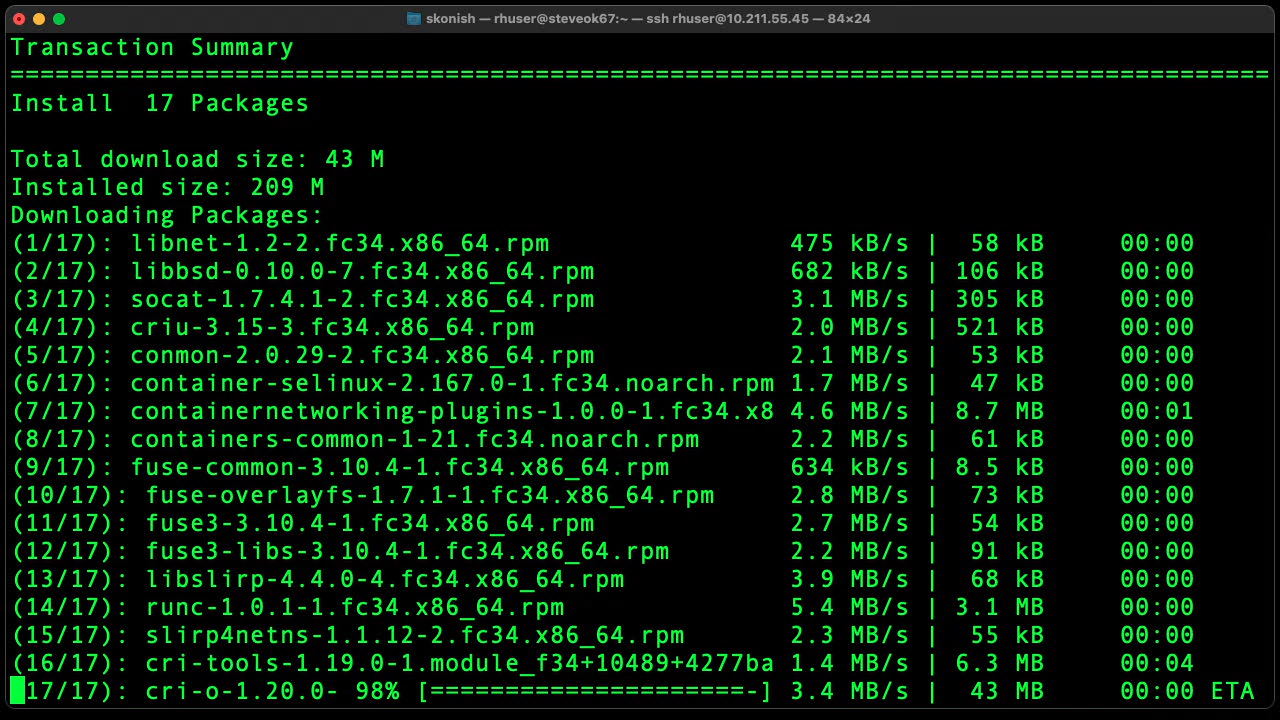 skonish — rhuser@steveok67:~ — ssh rhuser@10.211.55.45 — 84×24
Transaction Summary
====================================================================================
Install  17 Packages

Total download size: 43 M
Installed size: 209 M
Downloading Packages:
(1/17): libnet-1.2-2.fc34.x86_64.rpm                475 kB/s |  58 kB     00:00
(2/17): libbsd-0.10.0-7.fc34.x86_64.rpm             682 kB/s | 106 kB     00:00
(3/17): socat-1.7.4.1-2.fc34.x86_64.rpm             3.1 MB/s | 305 kB     00:00
(4/17): criu-3.15-3.fc34.x86_64.rpm                 2.0 MB/s | 521 kB     00:00
(5/17): conmon-2.0.29-2.fc34.x86_64.rpm             2.1 MB/s |  53 kB     00:00
(6/17): container-selinux-2.167.0-1.fc34.noarch.rpm 1.7 MB/s |  47 kB     00:00
(7/17): containernetworking-plugins-1.0.0-1.fc34.x8 4.6 MB/s | 8.7 MB     00:01
(8/17): containers-common-1-21.fc34.noarch.rpm      2.2 MB/s |  61 kB     00:00
(9/17): fuse-common-3.10.4-1.fc34.x86_64.rpm        634 kB/s | 8.5 kB     00:00
(10/17): fuse-overlayfs-1.7.1-1.fc34.x86_64.rpm     2.8 MB/s |  73 kB     00:00
(11/17): fuse3-3.10.4-1.fc34.x86_64.rpm             2.7 MB/s |  54 kB     00:00
(12/17): fuse3-libs-3.10.4-1.fc34.x86_64.rpm        2.2 MB/s |  91 kB     00:00
(13/17): libslirp-4.4.0-4.fc34.x86_64.rpm           3.9 MB/s |  68 kB     00:00
(14/17): runc-1.0.1-1.fc34.x86_64.rpm               5.4 MB/s | 3.1 MB     00:00
(15/17): slirp4netns-1.1.12-2.fc34.x86_64.rpm       2.3 MB/s |  55 kB     00:00
(16/17): cri-tools-1.19.0-1.module_f34+10489+4277ba 1.4 MB/s | 6.3 MB     00:04
17/17): cri-o-1.20.0- 98% [=====================-] 3.4 MB/s |  43 MB     00:00 ETA